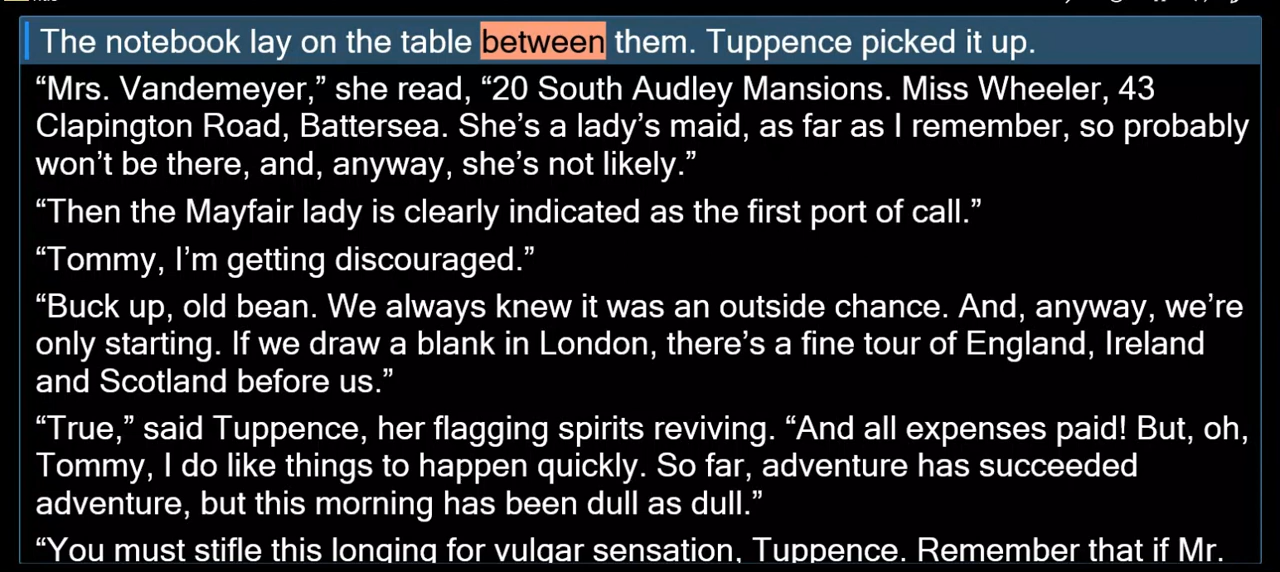 The notebook lay on the table between them. Tuppence picked it up.
“Mrs. Vandemeyer,” she read, “20 South Audley Mansions. Miss Wheeler, 43
Clapington Road, Battersea. She’s a lady’s maid, as far as I remember, so probably
won’t be there, and, anyway, she’s not likely.”
“Then the Mayfair lady is clearly indicated as the first port of call.”
“Tommy, I’m getting discouraged.”
“Buck up, old bean. We always knew it was an outside chance. And, anyway, we’re
only starting. If we draw a blank in London, there’s a fine tour of England, Ireland
and Scotland before us.”
“True,” said Tuppence, her flagging spirits reviving. “And all expenses paid! But, oh,
Tommy, I do like things to happen quickly. So far, adventure has succeeded
adventure, but this morning has been dull as dull.”
“You must stifle this longing for vulgar sensation, Tuppence. Remember that if Mr.